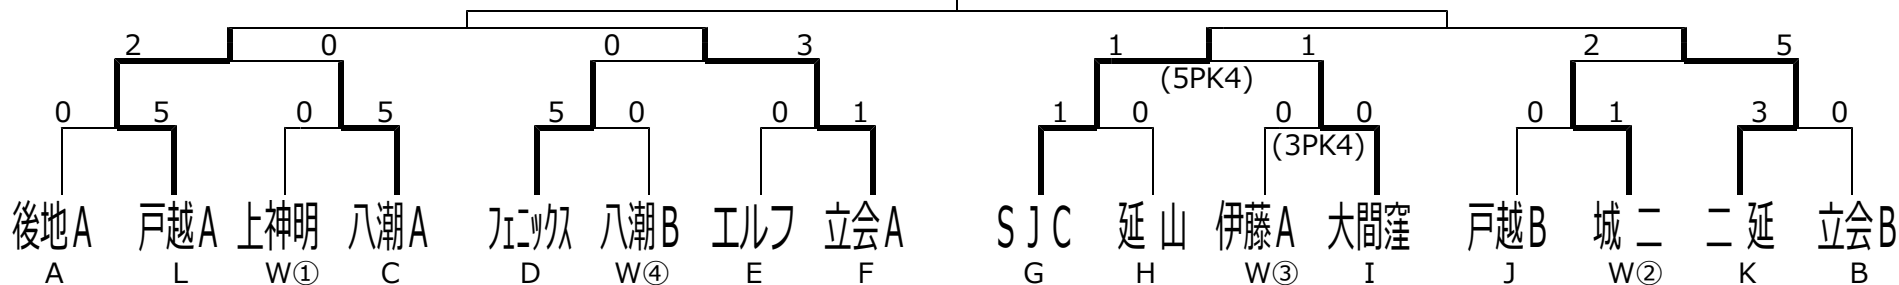 2 0 0 3 1 1 2 5
(5PK4)
0 5 0 5 5 0 0 1 1 0 0 0 0 1 3 0
(3PK4)
後地A 戸越A 上神明 八潮A フェニックス 八潮B エルフ 立会A SJC 延山 伊藤A 大間窪 戸越B 城二 二延 立会B
A L W① C D W④ E F G H W③ I J W② K B